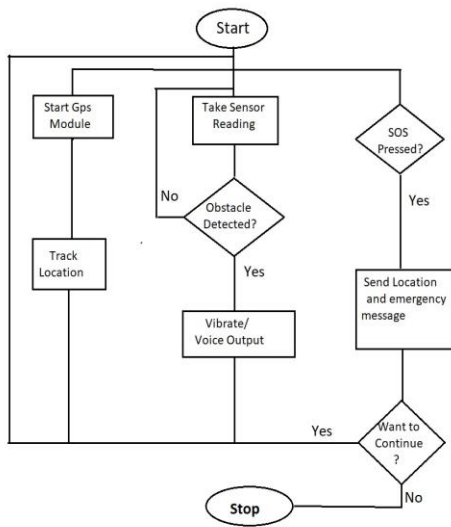 Start
Start Gps
Module
Take Sensor
Reading
SOS
Pressed?
No
Obstacle
Detected?
Yes
Track
Location
Yes
Send Location
and emergency
message
Vibrate/
Voice Output
Yes
Want to
Continue
?
No
Stop